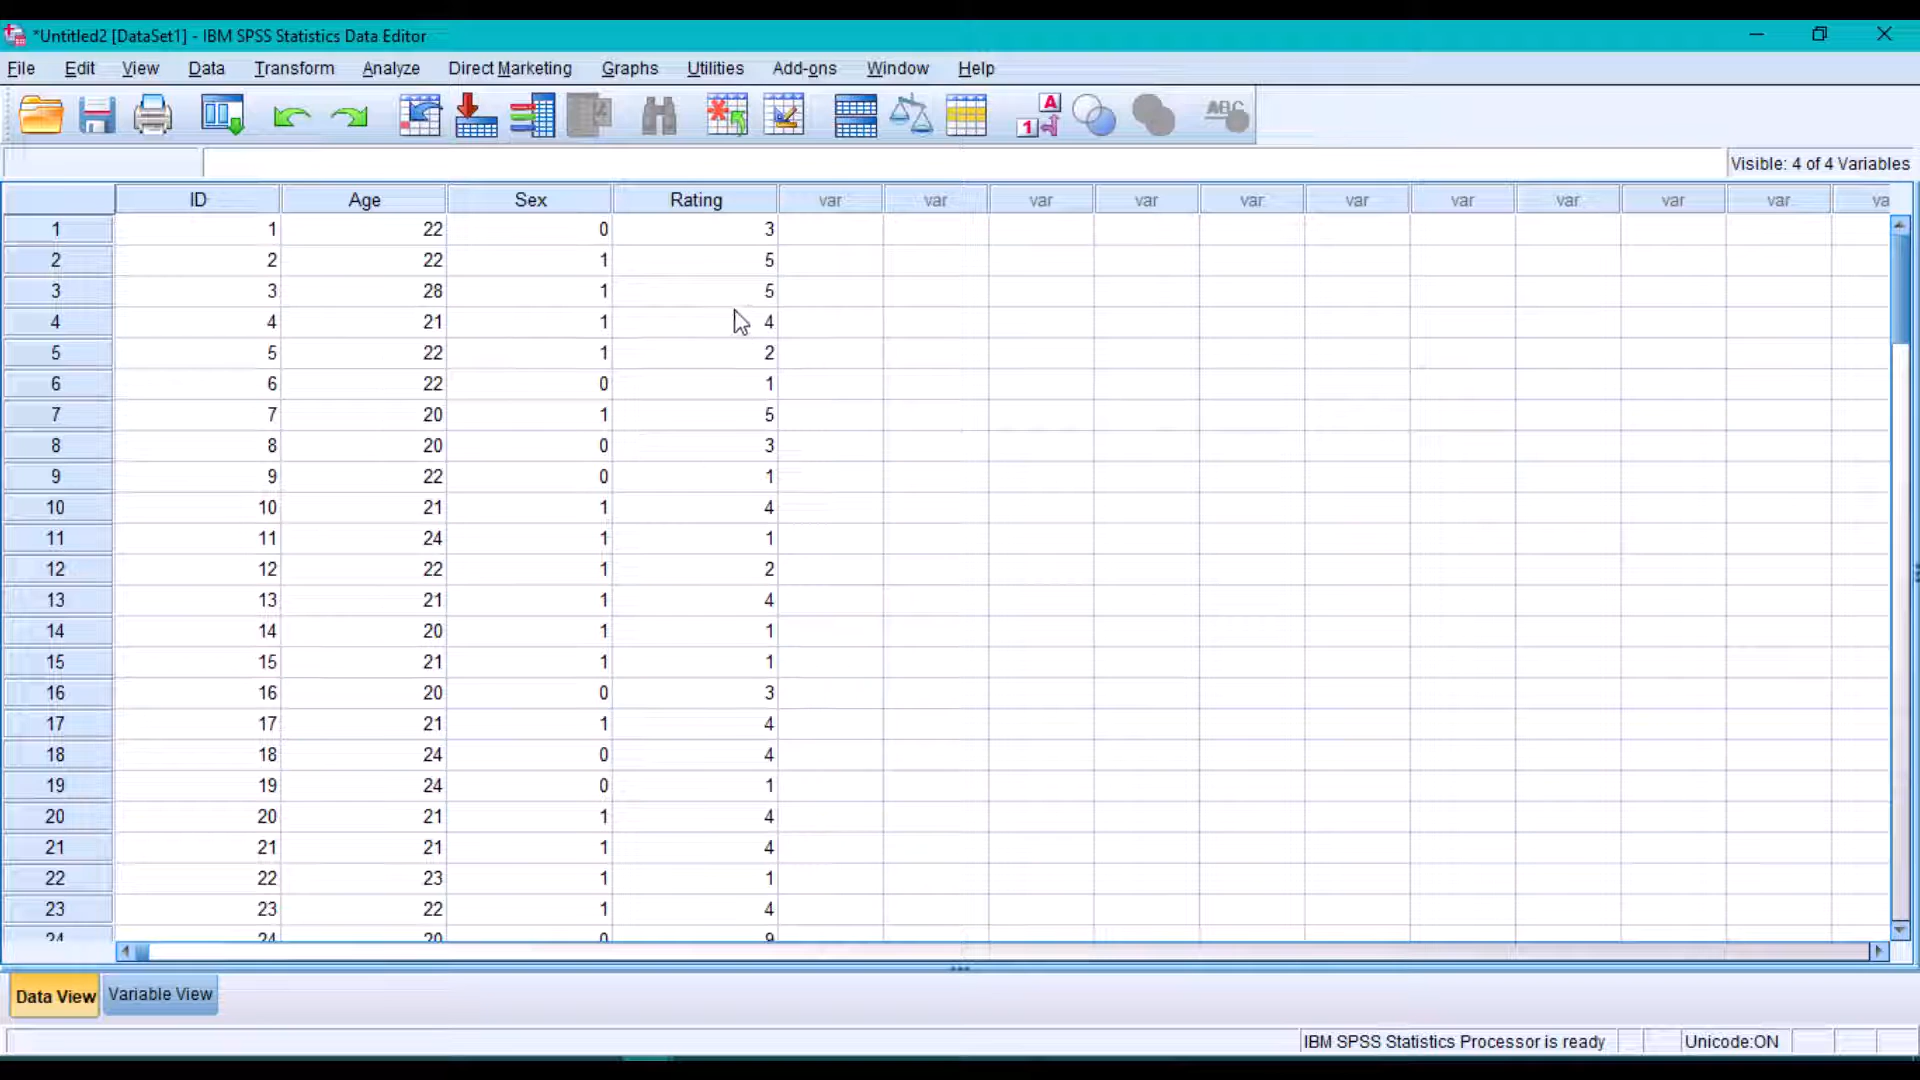 *Untitled2 [DataSet1] - IBM SPSS Statistics Data Editor
File Edit View Data Transform Analyze Direct Marketing Graphs Utilities Add-ons Window Help
1 A ABC
Visible: 4 of 4 Variables
ID Age Sex Rating var var var var var var var var var var va
1 1 22 0 3
2 2 22 1 5
3 3 28 1 5
4 4 21 1 4
5 5 22 1 2
6 6 22 0 1
7 7 20 1 5
8 8 20 0 3
9 9 22 0 1
10 10 21 1 4
11 11 24 1 1
12 12 22 1 2
13 13 21 1 4
14 14 20 1 1
15 15 21 1 1
16 16 20 0 3
17 17 21 1 4
18 18 24 0 4
19 19 24 0 1
20 20 21 1 4
21 21 21 1 4
22 22 23 1 1
23 23 22 1 4
24 24 20 0 9
Data View Variable View
IBM SPSS Statistics Processor is ready Unicode:ON